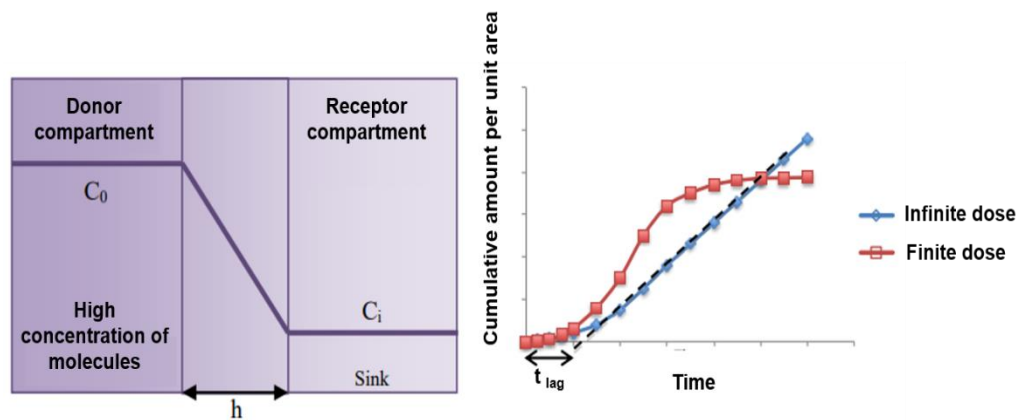 Donor
compartment
Receptor
compartment
C0
High
concentration of
molecules
Ci
Sink
h
Cumulative amount per unit area
t lag
Time
Infinite dose
Finite dose